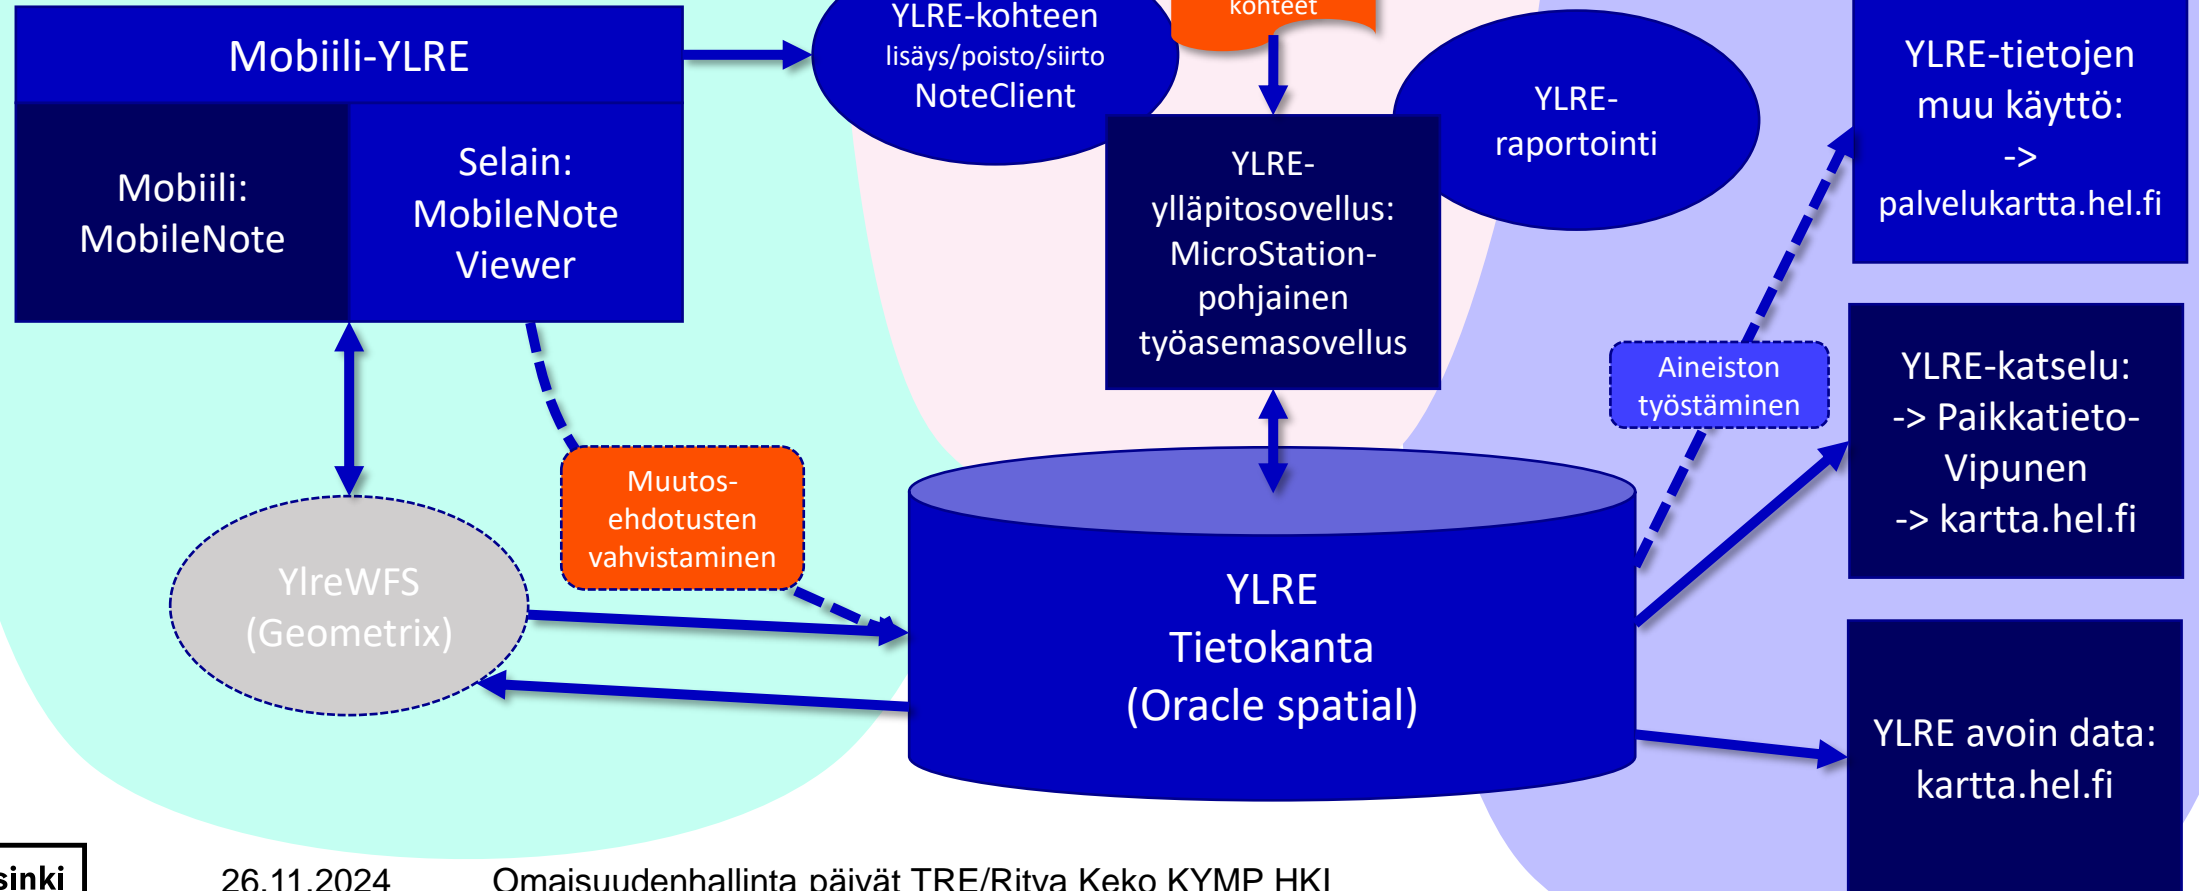 YLRE-kohteen
lisäys/poisto/siirto
NoteClient
kohteet
Mobiili-YLRE
Mobiili:
MobileNote
Selain:
MobileNote
Viewer
YLRE-
ylläpitosovellus:
MicroStation-
pohjainen
työasemasovellus
YLRE-
raportointi
YLRE-tietojen
muu käyttö:
->
palvelukartta.hel.fi
Aineiston
työstäminen
YLRE-katselu:
-> Paikkatieto-
Vipunen
-> kartta.hel.fi
Muutos-
ehdotusten
vahvistaminen
YlreWFS
(Geometrix)
YLRE
Tietokanta
(Oracle spatial)
YLRE avoin data:
kartta.hel.fi
sinki
26.11.2024 Omaisuudenhallinta päivät TRE/Ritva Keko KYMP HKI